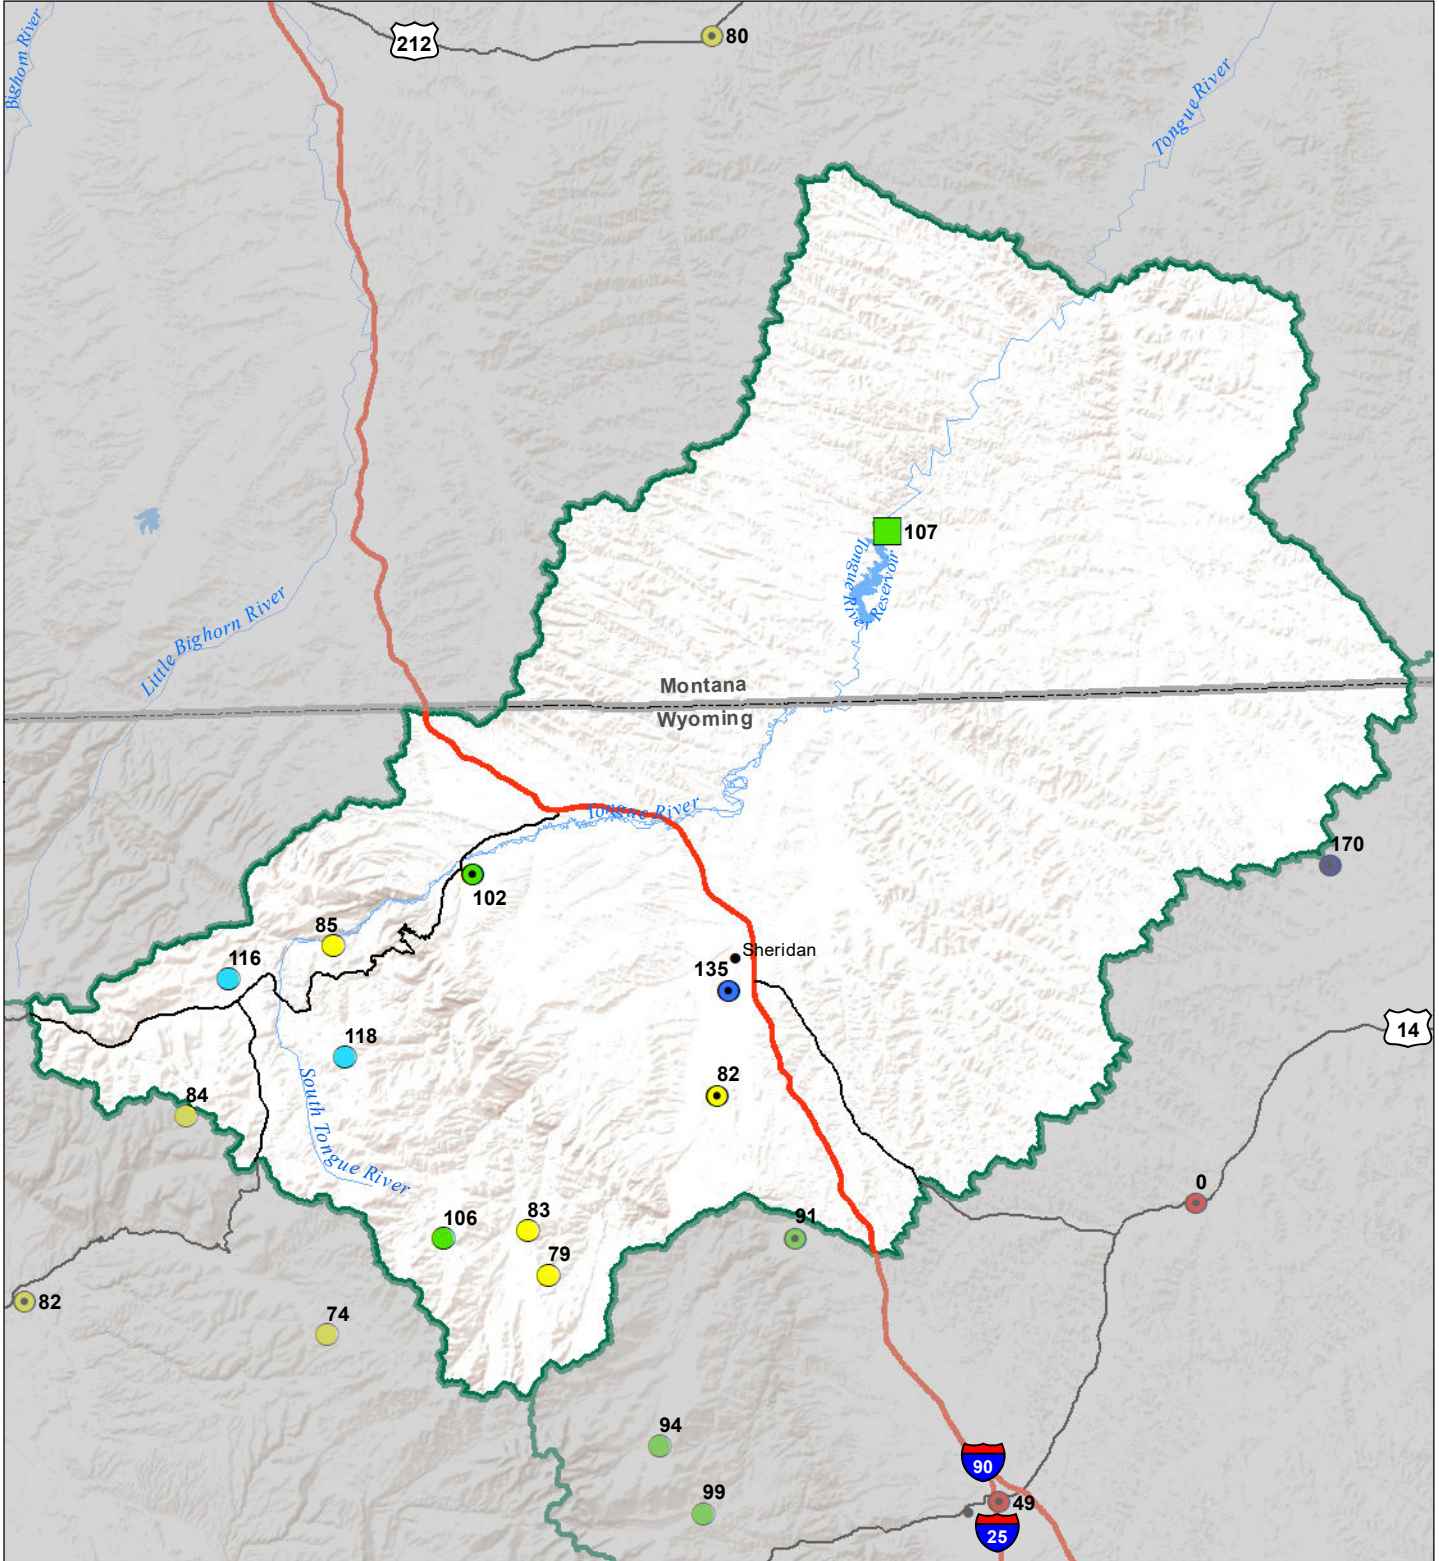 Bighorn River
212
80
Tongue River
107
Tongue River
Reservoir
Little Bighorn River
Montana
Wyoming
Tongue River
170
102
85
116
Sheridan
135
14
118
82
84
South Tongue River
0
106
83
91
79
82
74
94
90
99
49
25